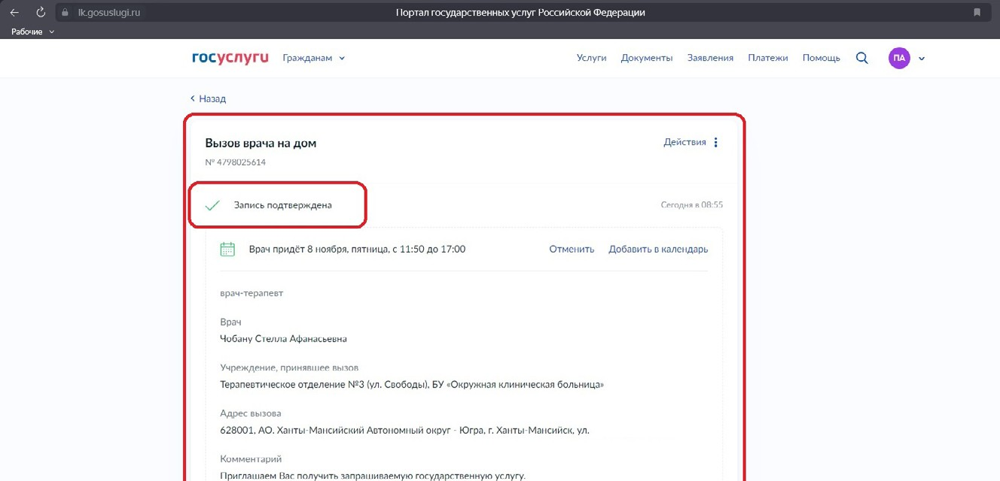 lk.gosuslugi.ru Портал государственных услуг Российской Федерации
Рабочие
госуслуги Гражданам Услуги Документы Заявления Платежи Помощь ПА
Назад
Вызов врача на дом Действия
№ 4798025614
Запись подтверждена Сегодня в 08:55
Врач придёт 8 ноября, пятница, с 11:50 до 17:00 Отменить Добавить в календарь
врач-терапевт
Врач
Чобану Стелла Афанасьевна
Учреждение, принявшее вызов
Терапевтическое отделение №3 (ул. Свободы), БУ «Окружная клиническая больница»
Адрес вызова
628001, АО. Ханты-Мансийский Автономный округ - Югра, г. Ханты-Мансийск, ул.
Комментарий
Приглашаем Вас получить запрашиваемую государственную услугу.